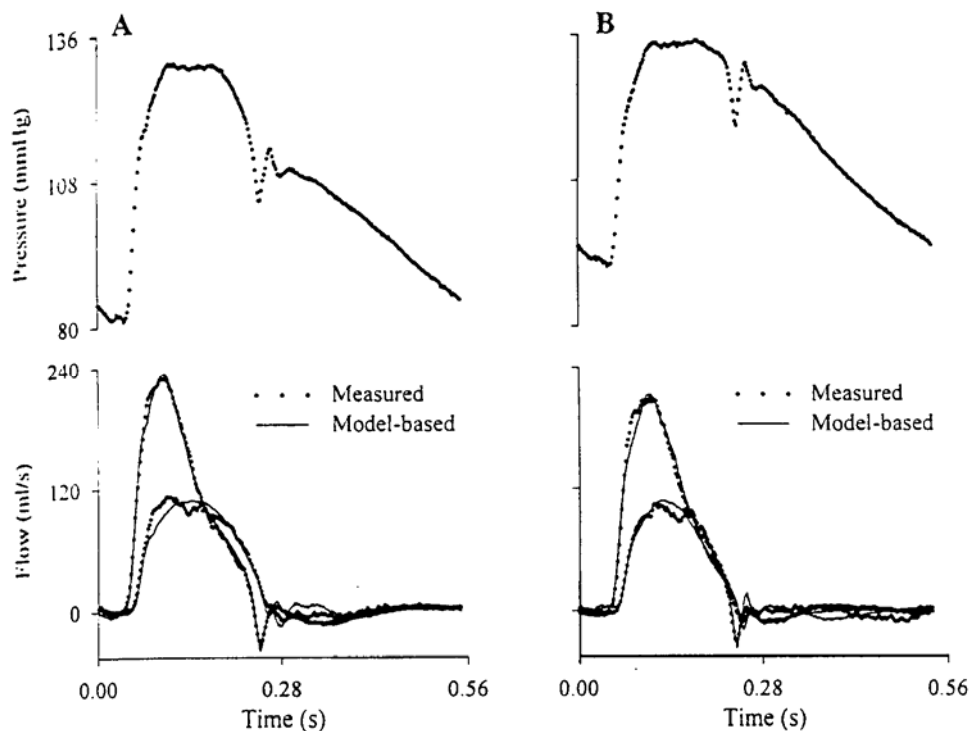 A
B
136
108
80
Pressure (mmHg)
240
120
0
Flow (ml/s)
Measured
Model-based
Measured
Model-based
0.00
0.28
0.56
0.00
0.28
0.56
Time (s)
Time (s)